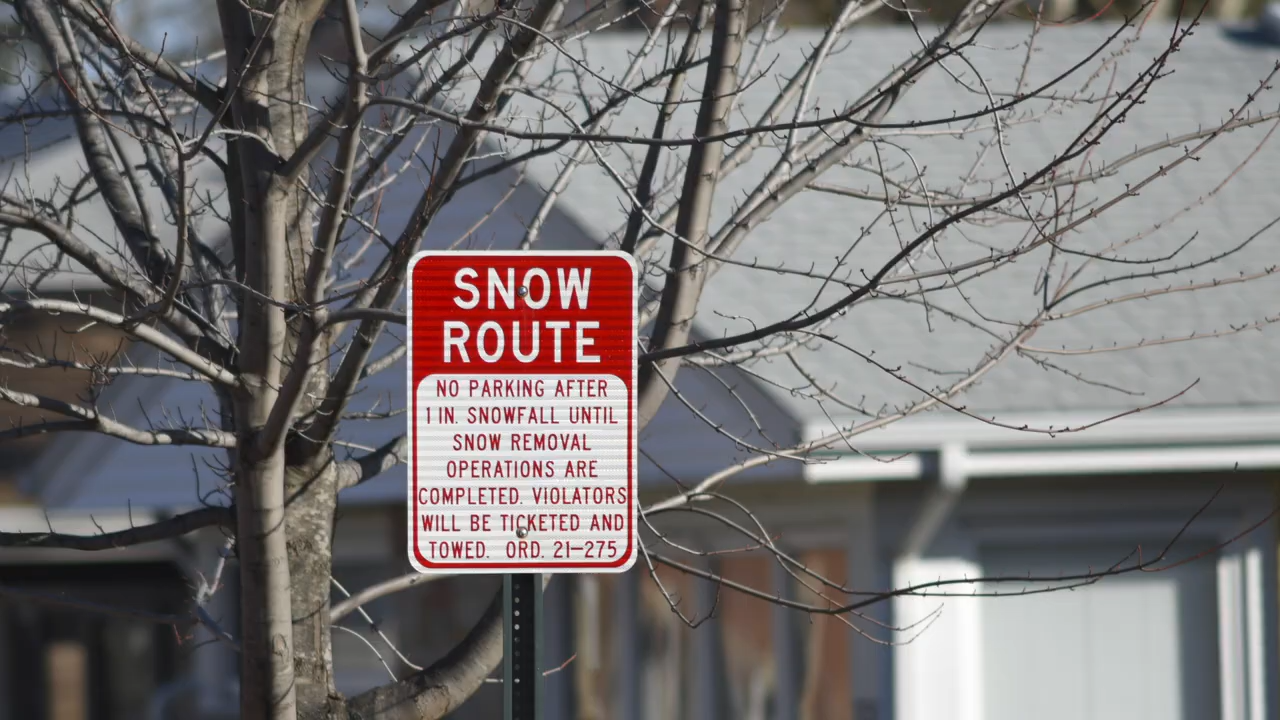 SNOW
ROUTE
NO PARKING AFTER
1 IN. SNOWFALL UNTIL
SNOW REMOVAL
OPERATIONS ARE
COMPLETED. VIOLATORS
WILL BE TICKETED AND
TOWED. ORD. 21-275